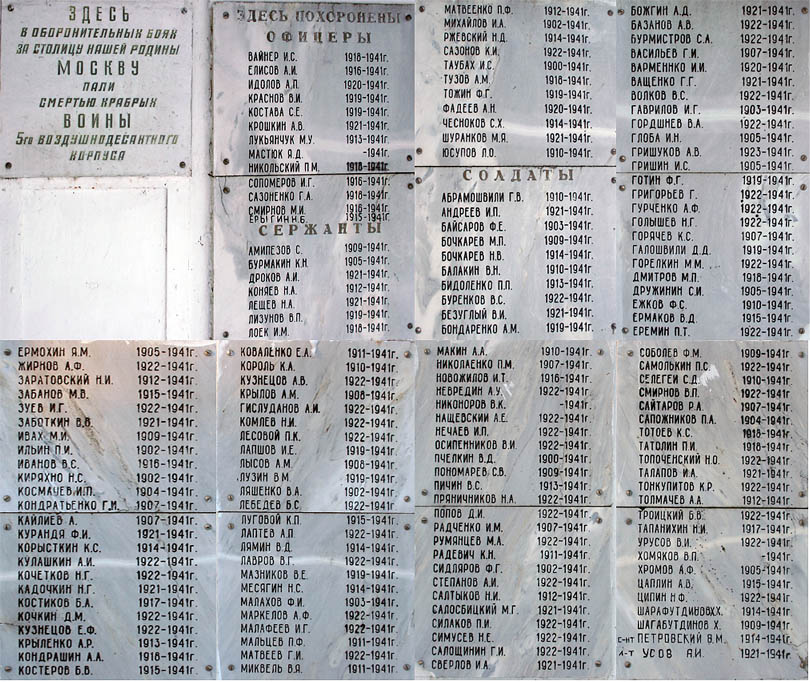 ЗДЕСЬ
В ОБОРОНИТЕЛЬНЫХ БОЯХ
ЗА СТОЛИЦУ НАШЕЙ РОДИНЫ
МОСКВУ
ПАЛИ
СМЕРТЬЮ ХРАБРЫХ
ВОИНЫ
5го ВОЗДУШНОДЕСАНТНОГО
КОРПУСА
ЗДЕСЬ ПОХОРОНЕНЫ
ОФИЦЕРЫ
ВАЙНЕР И.С. 1918-1941г.
ЕЛИСОВ А.И. 1916-1941г.
ИДОЛОВ А.П. 1920-1941г.
КРАСНОВ В.И. 1919-1941г.
КОСТАВА С.Е. 1919-1941г.
КРОШКИН А.В. 1921-1941г.
ЛУКЬЯНЧУК М.У. 1913-1941г.
МАСТЮК Я.Д. -1941г.
НИКОЛЬСКИЙ П.М. 1918-1941г.
СОЛОМЕРОВ И.Г. 1916-1941г.
САЗОНЕНКО Г.А. 1918-1941г.
СМИРНОВ М.И. 1916-1941г.
ЕРЫГИН Н.Б. 1915-1941г.
СЕРЖАНТЫ
АМИПЕЗОВ С. 1909-1941г.
БУРМАКИН К.Н. 1905-1941г.
ДРОКОВ А.И. 1921-1941г.
КОНЯЕВ Н.А. 1912-1941г.
ЛЕЩЕВ Н.А. 1921-1941г.
ЛИЗУНОВ В.П. 1919-1941г.
ЛОЕК И.М. 1918-1941г.
МАТВЕЕНКО П.Ф. 1912-1941г.
МИХАЙЛОВ И.А. 1902-1941г.
РЖЕВСКИЙ Н.Д. 1914-1941г.
САЗОНОВ К.И. 1922-1941г.
ТАУБАХ И.С. 1900-1941г.
ТУЗОВ А.М. 1918-1941г.
ТОЖИН Ф.Г. 1919-1941г.
ФАДЕЕВ А.Н. 1920-1941г.
ЧЕСНОКОВ С.Х. 1914-1941г.
ШУРАНКОВ М.Я. 1921-1941г.
ЮСУПОВ Л.О. 1910-1941г.
СОЛДАТЫ
АБРАМОШВИЛИ Г.В. 1918-1941г.
АНДРЕЕВ И.П. 1921-1941г.
БАЙСАРОВ Ф.Е. 1903-1941г.
БОЧКАРЕВ М.П. 1909-1941г.
БОЧКАРЕВ Н.В. 1914-1941г.
БАЛАКИН В.Н. 1910-1941г.
БИДОЛЕНКО П.П. 1913-1941г.
БУРЕНКОВ В.С. 1922-1941г.
БЕЗУГЛЫЙ В.И. 1921-1941г.
БОНДАРЕНКО А.М. 1919-1941г.
БОЖГИН А.Д. 1921-1941г.
БАЗАНОВ А.В. 1922-1941г.
БУРМИСТРОВ С.А. 1922-1941г.
ВАСИЛЬЕВ Г.И. 1907-1941г.
ВАРМЕННКО И.И. 1920-1941г.
ВАЩЕНКО Г.Г. 1921-1941г.
ВОЛКОВ В.С. 1922-1941г.
ГАВРИЛОВ И.Г. 1903-1941г.
ГОРДШНЕВ В.А. 1922-1941г.
ГЛОБА И.Н. 1905-1941г.
ГРИШУКОВ А.В. 1923-1941г.
ГРИШИН И.С. 1905-1941г.
ГОТИН Ф.Г. 1919-1941г.
ГРИГОРЬЕВ Г. 1922-1941г.
ГУРЧЕНКО А.Ф. 1922-1941г.
ГОЛЫШЕВ Н.Г. 1922-1941г.
ГОРЯЧЕВ К.С. 1907-1941г.
ГАЛОШВИЛИ Д.Д. 1919-1941г.
ГОРЕЛКИН М.М. 1922-1941г.
ДМИТРОВ М.П. 1918-1941г.
ДРУЖИНИН С.И. 1905-1941г.
ЕЖКОВ Ф.С. 1910-1941г.
ЕРМАКОВ В.Д. 1915-1941г.
ЕРЕМИН П.Т. 1922-1941г.
ЕРМОХИН Я.М. 1905-1941г.
ЖИРНОВ А.Ф. 1922-1941г.
ЗАРАТОВСКИЙ Н.И. 1912-1941г.
ЗАБАНОВ М.В. 1915-1941г.
ЗУЕВ И.Г. 1922-1941г.
ЗАБОТКИН В.В. 1921-1941г.
ИВАХ М.И. 1909-1941г.
ИЛЬИН П.И. 1902-1941г.
ИВАНОВ В.С. 1916-1941г.
КИРЯХНО Н.С. 1902-1941г.
КОСМАЧЕВ И.П. 1904-1941г.
КОНДРАТЬЕНКО Г.И. 1907-1941г.
КАЙЛИЕВ А. 1907-1941г.
КУРАНДЯ Ф.И. 1921-1941г.
КОРЫСТКИН К.С. 1914-1941г.
КУЛАШКИН А.И. 1922-1941г.
КОЧЕТКОВ Н.Г. 1922-1941г.
КАДОЧКИН Н.Г. 1921-1941г.
КОСТИКОВ Б.А. 1917-1941г.
КОЧКИН Д.М. 1922-1941г.
КУЗНЕЦОВ Е.Ф. 1922-1941г.
КРЫЛЕНКО А.Р. 1913-1941г.
КОНДРАШИН А.А. 1918-1941г.
КОСТЕРОВ Б.В. 1915-1941г.
КОВАЛЕНКО Е.А. 1911-1941г.
КОРОЛЬ К.А. 1910-1941г.
КУЗНЕЦОВ А.В. 1922-1941г.
КРЫЛОВ А.М. 1908-1941г.
ГИСЛУДАНОВ А.И. 1922-1941г.
КОМЛЕВ Н.И. 1922-1941г.
ЛЕСОВОЙ П.К. 1922-1941г.
ЛАПШОВ И.Е. 1919-1941г.
ЛЫСОВ А.М. 1908-1941г.
ЛУЗИН В.М. 1919-1941г.
ЛЯШЕНКО В.А. 1902-1941г.
ЛЕБЕДЕВ Б.С. 1922-1941г.
ЛУГОВОЙ К.П. 1915-1941г.
ЛАПТЕВ А.П. 1922-1941г.
ЛЯМИН В.Д. 1914-1941г.
ЛАВРОВ В.Г. 1922-1941г.
МАЗНИКОВ В.Е. 1919-1941г.
МЕСЯГИН Н.С. 1914-1941г.
МАЛАХОВ Ф.И. 1903-1941г.
МАРКЕЛОВ А.Ф. 1922-1941г.
МАЛАФЕЕВ И.Г. 1922-1941г.
МАЛЬЦЕВ П.Ф. 1911-1941г.
МАТВЕЕВ Г.И. 1922-1941г.
МИКВЕЛЬ В.Я. 1911-1941г.
МАКИН А.А. 1910-1941г.
НИКОЛАЕНКО П.М. 1907-1941г.
НОВОЖИЛОВ И.Т. 1916-1941г.
НЕВРЕДИН А.У. 1922-1941г.
НИКОНОРОВ В.К. -1941г.
НАЩЕВСКИЙ А.Е. 1922-1941г.
НЕЧАЕВ И.П. 1922-1941г.
ОСИПЕННИКОВ В.И. 1922-1941г.
ПЧЕЛКИН В.Д. 1900-1941г.
ПОНОМАРЕВ С.В. 1909-1941г.
ПИЧИН В.С. 1913-1941г.
ПРЯНИЧНИКОВ Н.А. 1922-1941г.
ПОПОВ Д.И. 1922-1941г.
РАДЧЕНКО И.М. 1907-1941г.
РУМЯНЦЕВ М.А. 1922-1941г.
РАДЕВИЧ К.Н. 1911-1941г.
СИДЛЯРОВ Ф.Г. 1902-1941г.
СТЕПАНОВ А.И. 1922-1941г.
САЛТЫКОВ Н.И. 1912-1941г.
САЛОСБИЦКИЙ М.Г. 1921-1941г.
СИЛАКОВ П.И. 1922-1941г.
СИМУСЕВ Н.Е. 1922-1941г.
САЛОЩИНИН Г.И. 1922-1941г.
СВЕРЛОВ И.А. 1921-1941г.
СОБОЛЕВ Ф.М. 1909-1941г.
САМОЛЬКИН П.С. 1922-1941г.
СЕЛЕГЕИ С.Д. 1910-1941г.
СМИРНОВ В.П. 1922-1941г.
САЙТАРОВ Р.А. 1907-1941г.
САПОЖНИКОВ П.А. 1904-1941г.
ТОТОЕВ К.С. 1918-1941г.
ТАТОЛИН П.И. 1918-1941г.
ТОПОЧЕНСКИЙ Н.О. 1922-1941г.
ТАЛАПОВ И.А. 1921-1941г.
ТОНКУПИТОВ К.Р. 1922-1941г.
ТОЛМАЧЕВ А.А. 1912-1941г.
ТРОИЦКИЙ Б.В. 1922-1941г.
ТАПАНИХИН Н.И. 1917-1941г.
УРУСОВ В.И. 1922-1941г.
ХОМЯКОВ В.П. -1941г.
ХРОМОВ А.Ф. 1905-1941г.
ЦАПЛИН А.В. 1915-1941г.
ЦИПИН Н.Ф. 1922-1941г.
ШАРАФУТДИНОВ Х.Х. 1914-1941г.
ШАГАБУТДИНОВ Х. 1909-1941г.
с-нт ПЕТРОВСКИЙ В.М. 1914-1941г.
л-т УСОВ А.И. 1921-1941г.